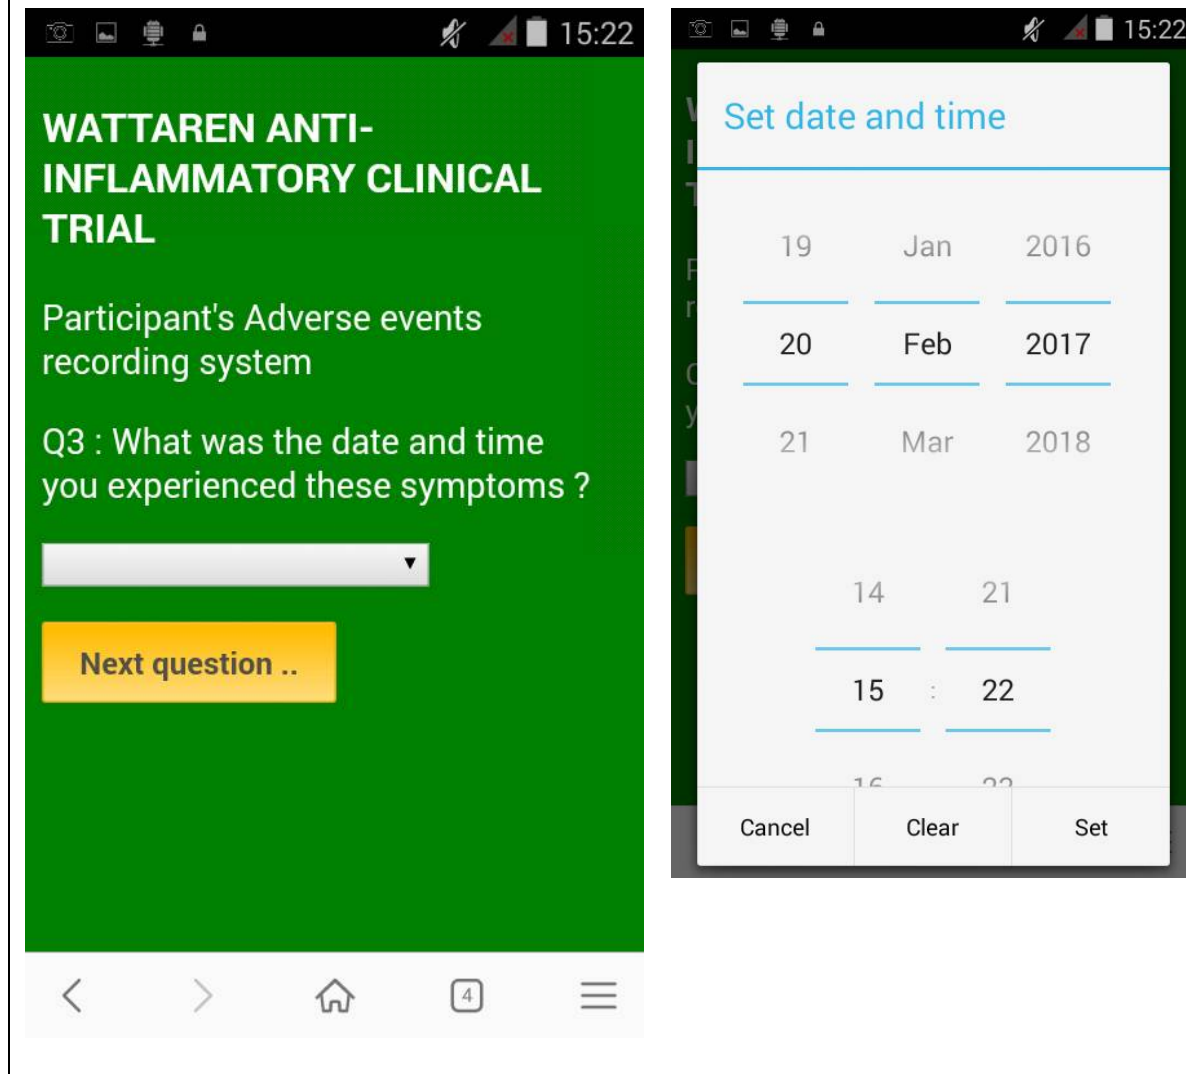 15:22
WATTAREN ANTI-
INFLAMMATORY CLINICAL
TRIAL
Participant's Adverse events
recording system
Q3 : What was the date and time
you experienced these symptoms ?
Next question ..
4
15:22
Set date and time
19 Jan 2016
20 Feb 2017
21 Mar 2018
14 21
15 : 22
Cancel Clear Set